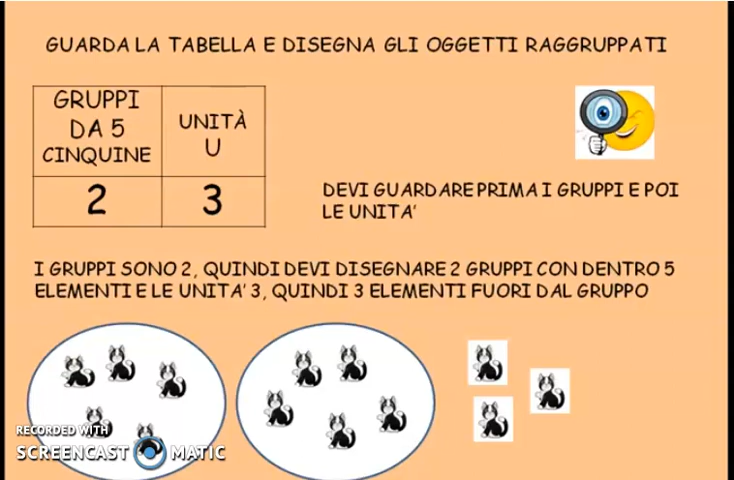 GUARDA LA TABELLA E DISEGNA GLI OGGETTI RAGGRUPPATI
GRUPPI
DA 5
CINQUINE
UNITÀ
U
2
3
DEVI GUARDARE PRIMA I GRUPPI E POI
LE UNITA'
I GRUPPI SONO 2, QUINDI DEVI DISEGNARE 2 GRUPPI CON DENTRO 5
ELEMENTI E LE UNITA' 3, QUINDI 3 ELEMENTI FUORI DAL GRUPPO
RECORDED WITH
SCREENCAST MATIC